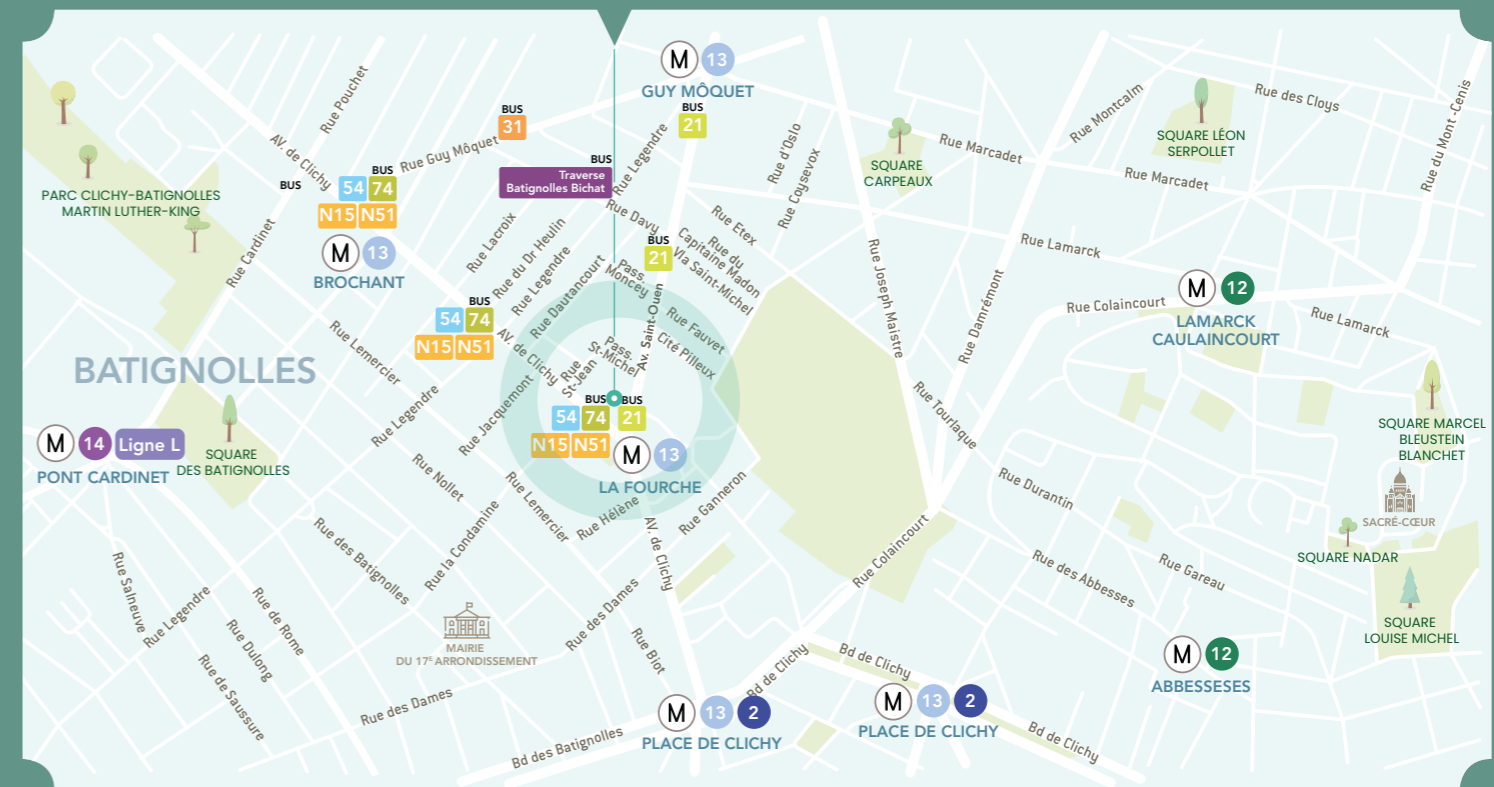 M 13
GUY MÔQUET
BUS
21
BUS
31
Rue Pouchet
AV. de Clichy
Rue Guy Môquet
BUS
Traverse
Batignolles Bichat
Rue Legendre
Rue d'Oslo
Rue Coysevox
SQUARE
CARPEAUX
Rue Marcadet
Rue Montcalm
SQUARE LÉON
SERPOLLET
Rue des Cloys
Rue du Mont-Cenis
Rue Marcadet
PARC CLICHY-BATIGNOLLES
MARTIN LUTHER-KING
BUS
BUS
54 74
N15 N51
M 13
BROCHANT
Rue Cardinet
Rue Lacroix
Rue du Dr Heulin
Rue Legendre
Rue Dautancourt
Rue Davy
BUS
21
Pass.
Moncey
Rue Etex
Rue du
Capitaine Madon
Vla Saint-Michel
Rue Lamarck
Rue Joseph Maistre
Rue Damrémont
Rue Colaincourt
M 12
LAMARCK
CAULAINCOURT
Rue Lamarck
BUS
54 74
N15 N51
AV. de Clichy
Rue Lemercier
BATIGNOLLES
Rue
St-Jean
Pass.
St-Michel
Av. Saint-Ouen
Rue Fauvet
Cité Pilleux
BUS BUS
54 74 21
N15 N51
M 13
LA FOURCHE
Rue Jacquemont
Rue Legendre
Rue Tourlaque
SQUARE MARCEL
BLEUSTEIN
BLANCHET
M 14 Ligne L
PONT CARDINET
SQUARE
DES BATIGNOLLES
Rue Nollet
Rue Lemercier
Rue Hélène
Rue Ganneron
AV. de Clichy
Rue Durantin
SACRÉ-CŒUR
SQUARE NADAR
Rue des Batignolles
Rue la Condamine
Rue Colaincourt
Rue des Abbesses
Rue Gareau
SQUARE
LOUISE MICHEL
Rue Salneuve
Rue Legendre
Rue de Rome
Rue Dulong
Rue de Saussure
MAIRIE
DU 17E ARRONDISSEMENT
Rue des Dames
Rue Biot
Rue des Dames
Bd de Clichy
Bd de Clichy
M 12
ABBESSESES
M 13 2
PLACE DE CLICHY
M 13 2
PLACE DE CLICHY
Bd des Batignolles
Bd de Clichy